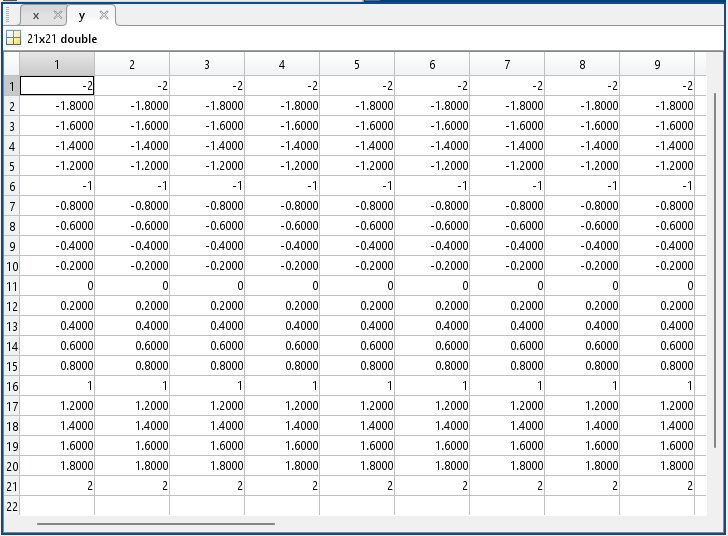 x y
21x21 double
1 2 3 4 5 6 7 8 9
1 -2 -2 -2 -2 -2 -2 -2 -2 -2
2 -1.8000 -1.8000 -1.8000 -1.8000 -1.8000 -1.8000 -1.8000 -1.8000 -1.8000
3 -1.6000 -1.6000 -1.6000 -1.6000 -1.6000 -1.6000 -1.6000 -1.6000 -1.6000
4 -1.4000 -1.4000 -1.4000 -1.4000 -1.4000 -1.4000 -1.4000 -1.4000 -1.4000
5 -1.2000 -1.2000 -1.2000 -1.2000 -1.2000 -1.2000 -1.2000 -1.2000 -1.2000
6 -1 -1 -1 -1 -1 -1 -1 -1 -1
7 -0.8000 -0.8000 -0.8000 -0.8000 -0.8000 -0.8000 -0.8000 -0.8000 -0.8000
8 -0.6000 -0.6000 -0.6000 -0.6000 -0.6000 -0.6000 -0.6000 -0.6000 -0.6000
9 -0.4000 -0.4000 -0.4000 -0.4000 -0.4000 -0.4000 -0.4000 -0.4000 -0.4000
10 -0.2000 -0.2000 -0.2000 -0.2000 -0.2000 -0.2000 -0.2000 -0.2000 -0.2000
11 0 0 0 0 0 0 0 0 0
12 0.2000 0.2000 0.2000 0.2000 0.2000 0.2000 0.2000 0.2000 0.2000
13 0.4000 0.4000 0.4000 0.4000 0.4000 0.4000 0.4000 0.4000 0.4000
14 0.6000 0.6000 0.6000 0.6000 0.6000 0.6000 0.6000 0.6000 0.6000
15 0.8000 0.8000 0.8000 0.8000 0.8000 0.8000 0.8000 0.8000 0.8000
16 1 1 1 1 1 1 1 1 1
17 1.2000 1.2000 1.2000 1.2000 1.2000 1.2000 1.2000 1.2000 1.2000
18 1.4000 1.4000 1.4000 1.4000 1.4000 1.4000 1.4000 1.4000 1.4000
19 1.6000 1.6000 1.6000 1.6000 1.6000 1.6000 1.6000 1.6000 1.6000
20 1.8000 1.8000 1.8000 1.8000 1.8000 1.8000 1.8000 1.8000 1.8000
21 2 2 2 2 2 2 2 2 2
22